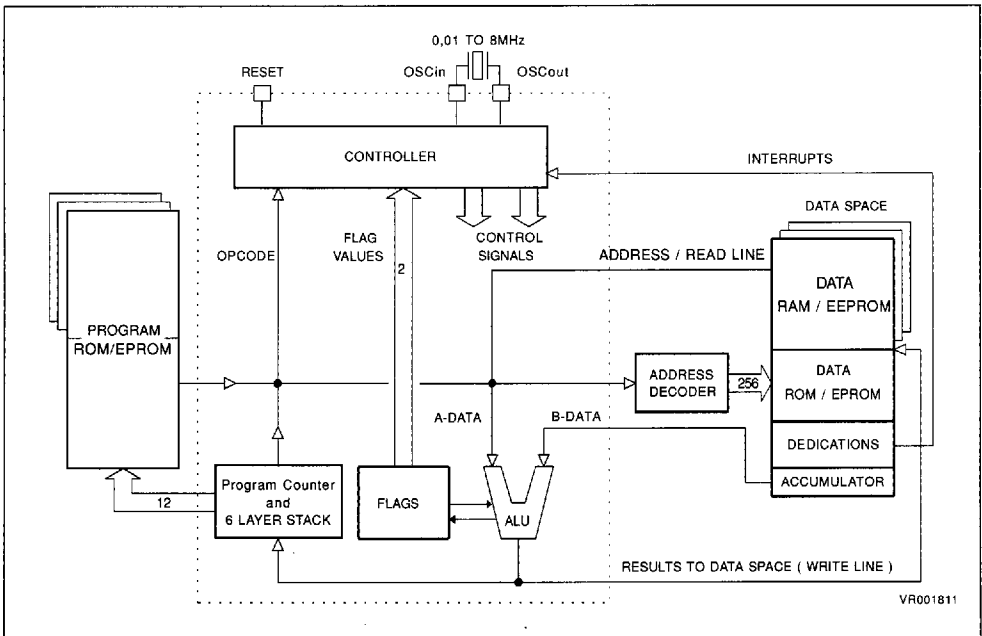 0,01 TO 8MHz
RESET
OSCin
OSCout
CONTROLLER
INTERRUPTS
DATA SPACE
OPCODE
FLAG
VALUES
2
CONTROL
SIGNALS
ADDRESS / READ LINE
DATA
RAM / EEPROM
PROGRAM
ROM/EPROM
ADDRESS
DECODER
256
DATA
ROM / EPROM
A-DATA
B-DATA
DEDICATIONS
ACCUMULATOR
12
Program Counter
and
6 LAYER STACK
FLAGS
ALU
RESULTS TO DATA SPACE ( WRITE LINE )
VR001811